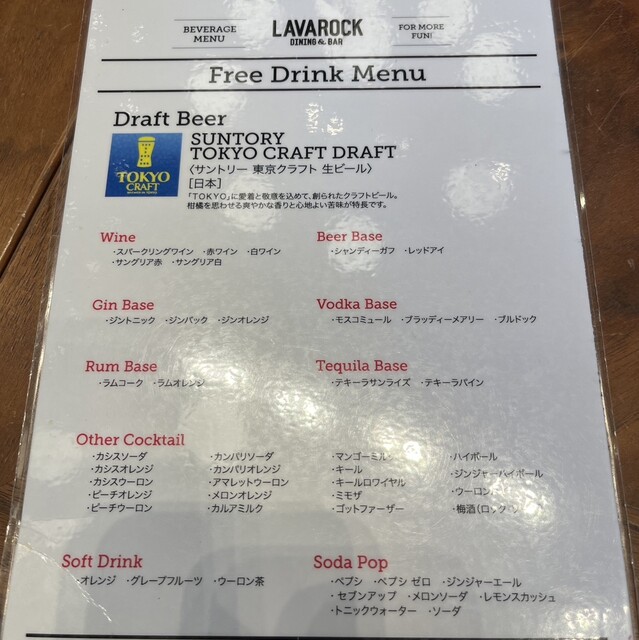 BEVERAGE MENU
LAVAROCK
DINING & BAR
FOR MORE FUN!
Free Drink Menu
Draft Beer
TOKYO CRAFT
SUNTORY
TOKYO CRAFT DRAFT
〈サントリー 東京クラフト 生ビール〉
[日本]
「TOKYO」に愛着と敬意を込めて、創られたクラフトビール。
柑橘を思わせる爽やかな香りと心地よい苦味が特長です。
Wine
・スパークリングワイン ・赤ワイン ・白ワイン
・サングリア赤 ・サングリア白
Beer Base
・シャンディーガフ ・レッドアイ
Gin Base
・ジントニック ・ジンバック ・ジンオレンジ
Vodka Base
・モスコミュール ・ブラッディーメアリー ・ブルドック
Rum Base
・ラムコーク ・ラムオレンジ
Tequila Base
・テキーラサンライズ ・テキーラパイン
Other Cocktail
・カシスソーダ
・カシスオレンジ
・カシスウーロン
・ピーチオレンジ
・ピーチウーロン
・カンパリソーダ
・カンパリオレンジ
・アマレットウーロン
・メロンオレンジ
・カルアミルク
・マンゴーミル
・キール
・キールロワイヤル
・ミモザ
・ゴットファーザー
・ハイボール
・ジンジャーハイボール
・ウーロン
・梅酒(ロック
Soft Drink
・オレンジ ・グレープフルーツ ・ウーロン茶
Soda Pop
・ペプシ ・ペプシ ゼロ ・ジンジャーエール
・セブンアップ ・メロンソーダ ・レモンスカッシュ
・トニックウォーター ・ソーダ